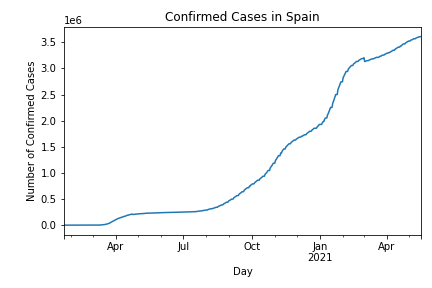 Confirmed Cases in Spain
1e6
3.5
3.0
2.5
2.0
1.5
1.0
0.5
0.0
Number of Confirmed Cases
Apr
Jul
Oct
Jan
2021
Apr
Day